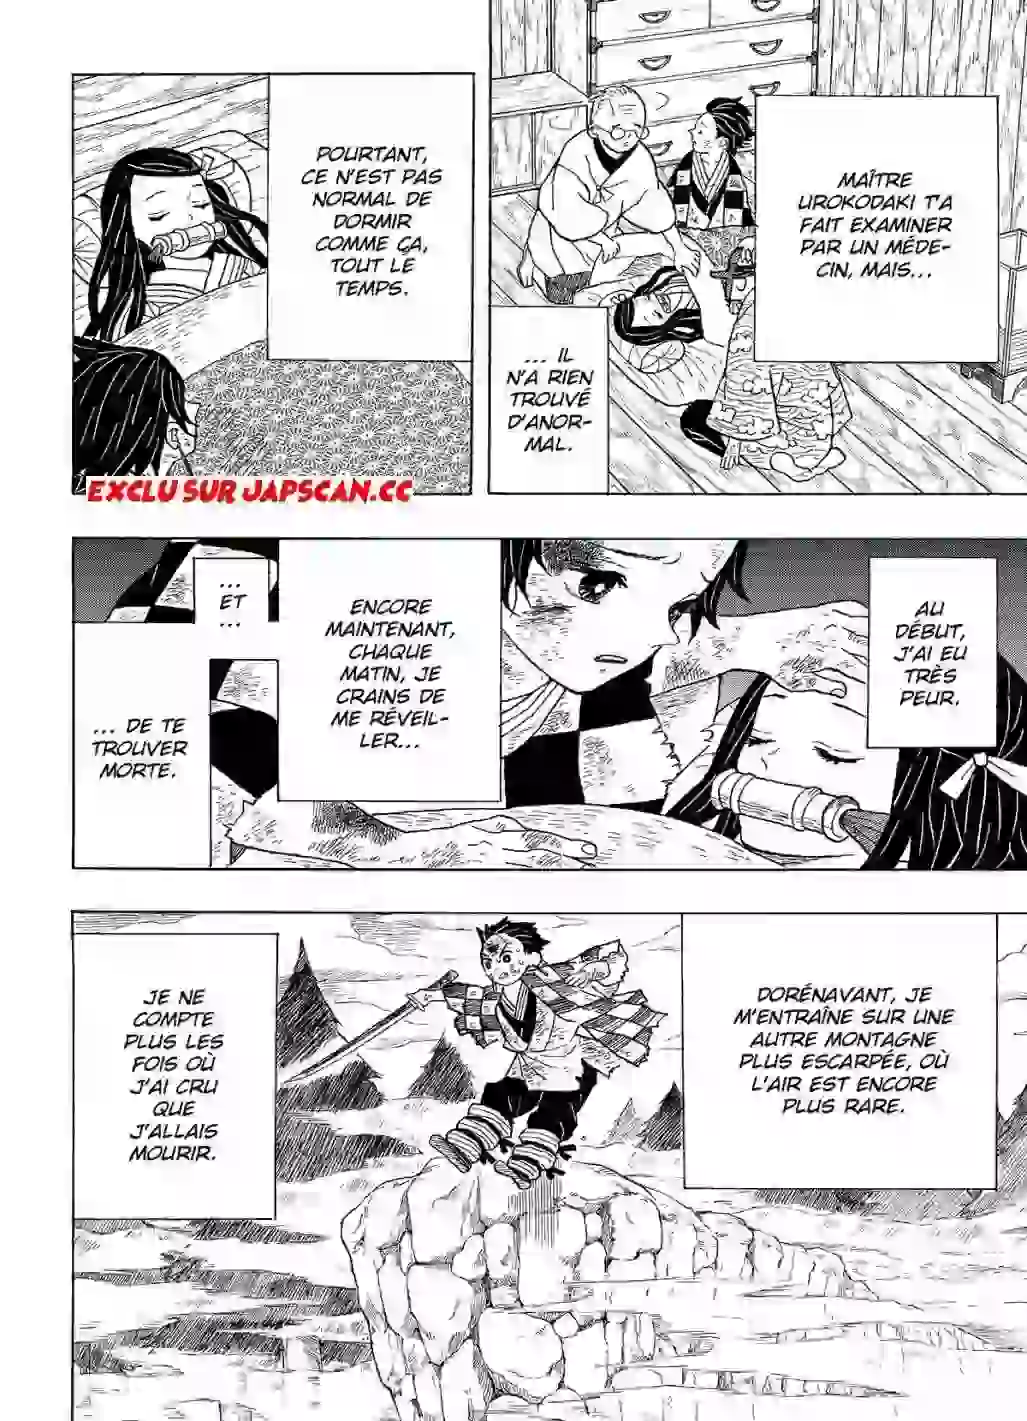 MAÎTRE
UROKODAKI T'A
FAIT EXAMINER
PAR UN MÉDE-
CIN, MAIS...
... IL
N'A RIEN
TROUVÉ
D'ANOR-
MAL.
POURTANT,
CE N'EST PAS
NORMAL DE
DORMIR
COMME ÇA,
TOUT LE
TEMPS.
EXCLU SUR JAPSCAN.CC
AU
DÉBUT,
J'AI EU
TRÈS
PEUR.
ENCORE
MAINTENANT,
CHAQUE
MATIN, JE
CRAINS DE
ME RÉVEIL-
LER...
...
ET
...
... DE TE
TROUVER
MORTE.
DORÉNAVANT, JE
M'ENTRAÎNE SUR UNE
AUTRE MONTAGNE
PLUS ESCARPÉE, OÙ
L'AIR EST ENCORE
PLUS RARE.
JE NE
COMPTE
PLUS LES
FOIS OÙ
J'AI CRU
QUE
J'ALLAIS
MOURIR.